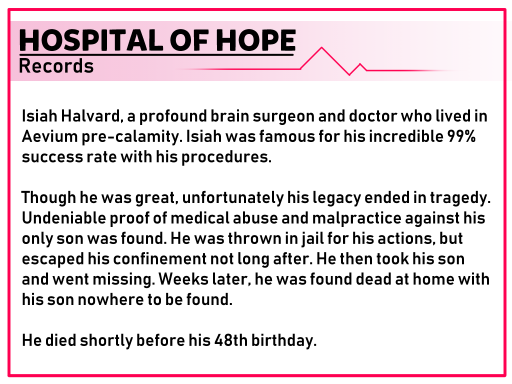 HOSPITAL OF HOPE
Records
Isiah Halvard, a profound brain surgeon and doctor who lived in
Aevium pre-calamity. Isiah was famous for his incredible 99%
success rate with his procedures.
Though he was great, unfortunately his legacy ended in tragedy.
Undeniable proof of medical abuse and malpractice against his
only son was found. He was thrown in jail for his actions, but
escaped his confinement not long after. He then took his son
and went missing. Weeks later, he was found dead at home with
his son nowhere to be found.
He died shortly before his 48th birthday.